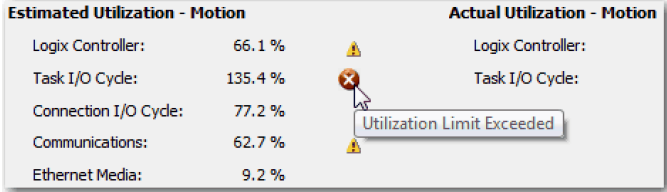 Estimated Utilization - Motion Actual Utilization - Motion
Logix Controller: 66.1 % Logix Controller:
Task I/O Cycle: 135.4 % Task I/O Cycle:
Connection I/O Cycle: 77.2 %
Utilization Limit Exceeded
Communications: 62.7 %
Ethernet Media: 9.2 %